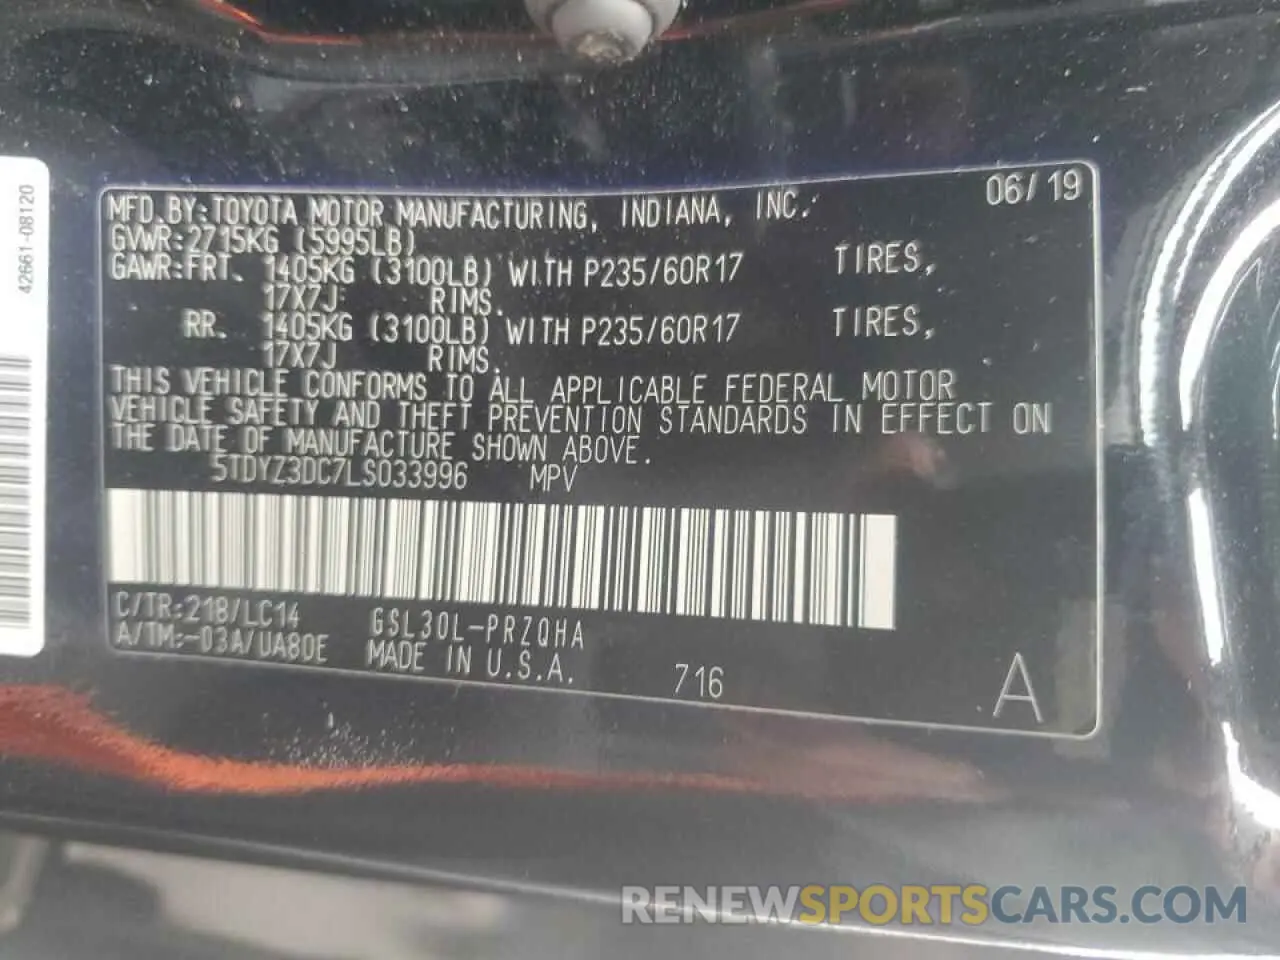 42661-08120
06/19
MFD.BY:TOYOTA MOTOR MANUFACTURING, INDIANA, INC.
GVWR:2715KG (5995LB)
GAWR:FRT. 1405KG (3100LB) WITH P235/60R17 TIRES,
17X7J RIMS.
RR. 1405KG (3100LB) WITH P235/60R17 TIRES,
17X7J RIMS.
THIS VEHICLE CONFORMS TO ALL APPLICABLE FEDERAL MOTOR
VEHICLE SAFETY AND THEFT PREVENTION STANDARDS IN EFFECT ON
THE DATE OF MANUFACTURE SHOWN ABOVE.
5TDYZ3DC7LS033996 MPV
C/TR:218/LC14 GSL30L-PRZQHA
A/TM:-03A/UA80E MADE IN U.S.A.
716
A
RENEWSPORTSCARS.COM